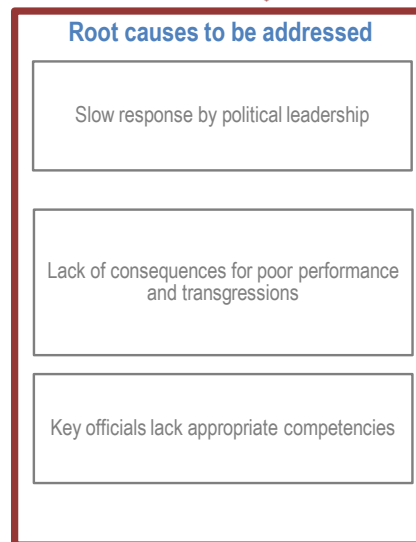 Root causes to be addressed
Slow response by political leadership
Lack of consequences for poor performance
and transgressions
Key officials lack appropriate competencies